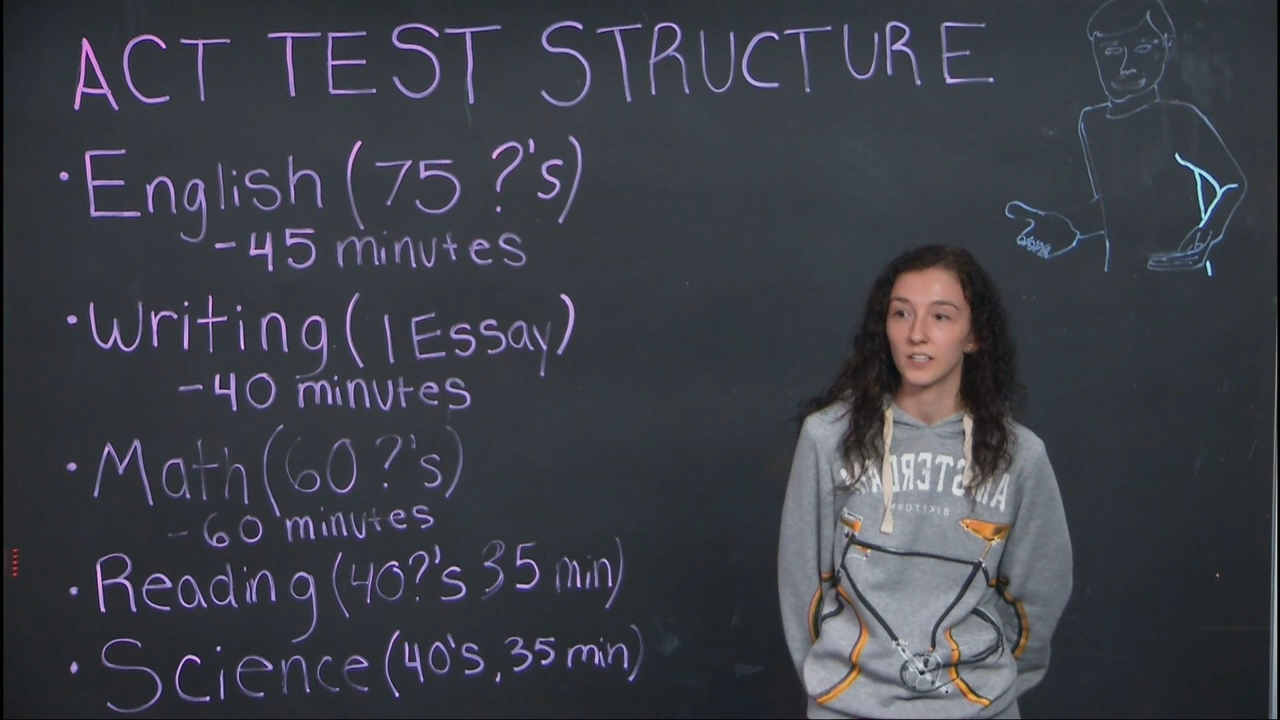 ACT TEST STRUCTURE
• English (75 ?'s)
- 45 minutes
• Writing (1 Essay)
- 40 minutes
• Math (60 ?'s)
- 60 minutes
• Reading (40?'s 35 min)
• Science (40's, 35 min)
AMSTERDAM